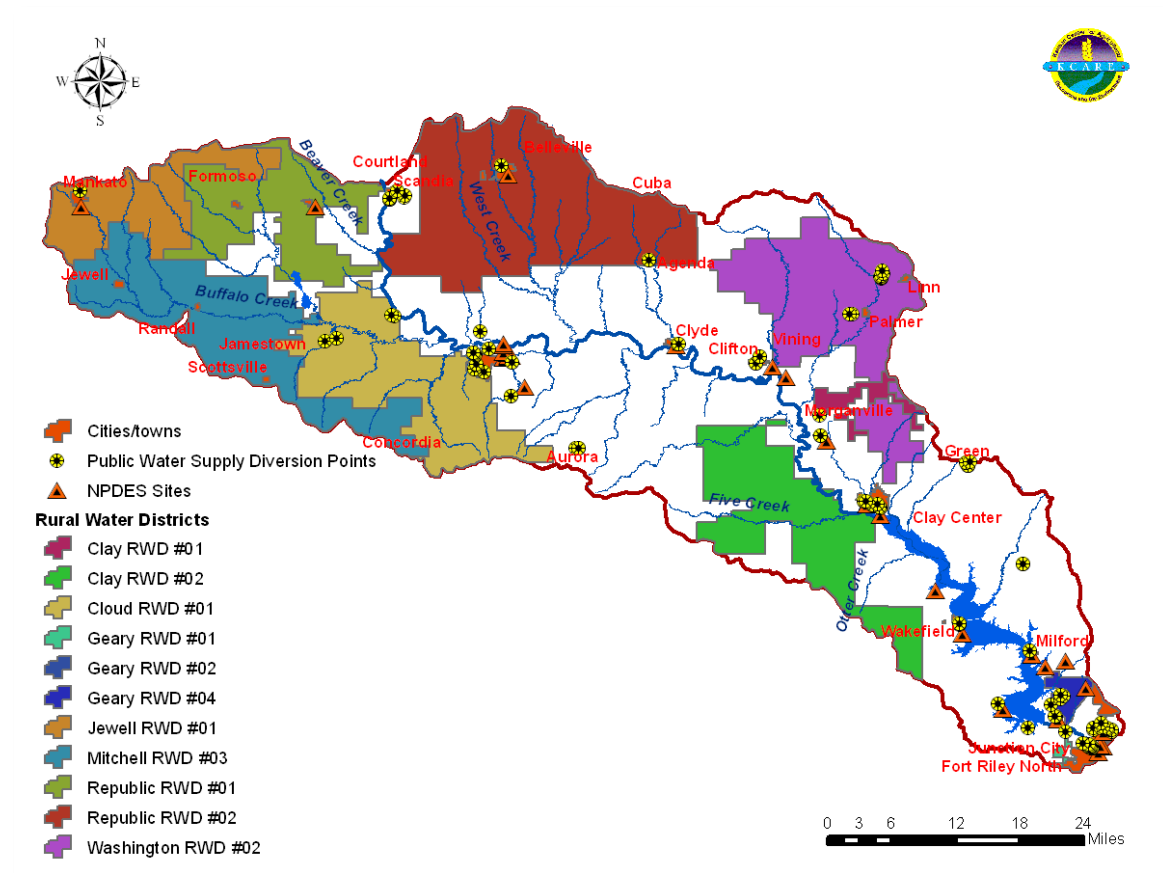 N
W E
S
KCARE
Beaver Creek
Belleville
Courtland
Scandia
Formoso
Mankato
Cuba
West Creek
Agenda
Jewell
Linn
Buffalo Creek
Palmer
Randall
Clyde
Vining
Jamestown
Clifton
Scottsville
Morganville
Cities/towns
Concordia
Aurora
Green
Public Water Supply Diversion Points
NPDES Sites
Five Creek
Clay Center
Rural Water Districts
Clay RWD #01
Clay RWD #02
Otter Creek
Cloud RWD #01
Wakefield
Milford
Geary RWD #01
Geary RWD #02
Geary RWD #04
Jewell RWD #01
Junction City
Mitchell RWD #03
Fort Riley North
Republic RWD #01
Republic RWD #02
0 3 6 12 18 24
Miles
Washington RWD #02